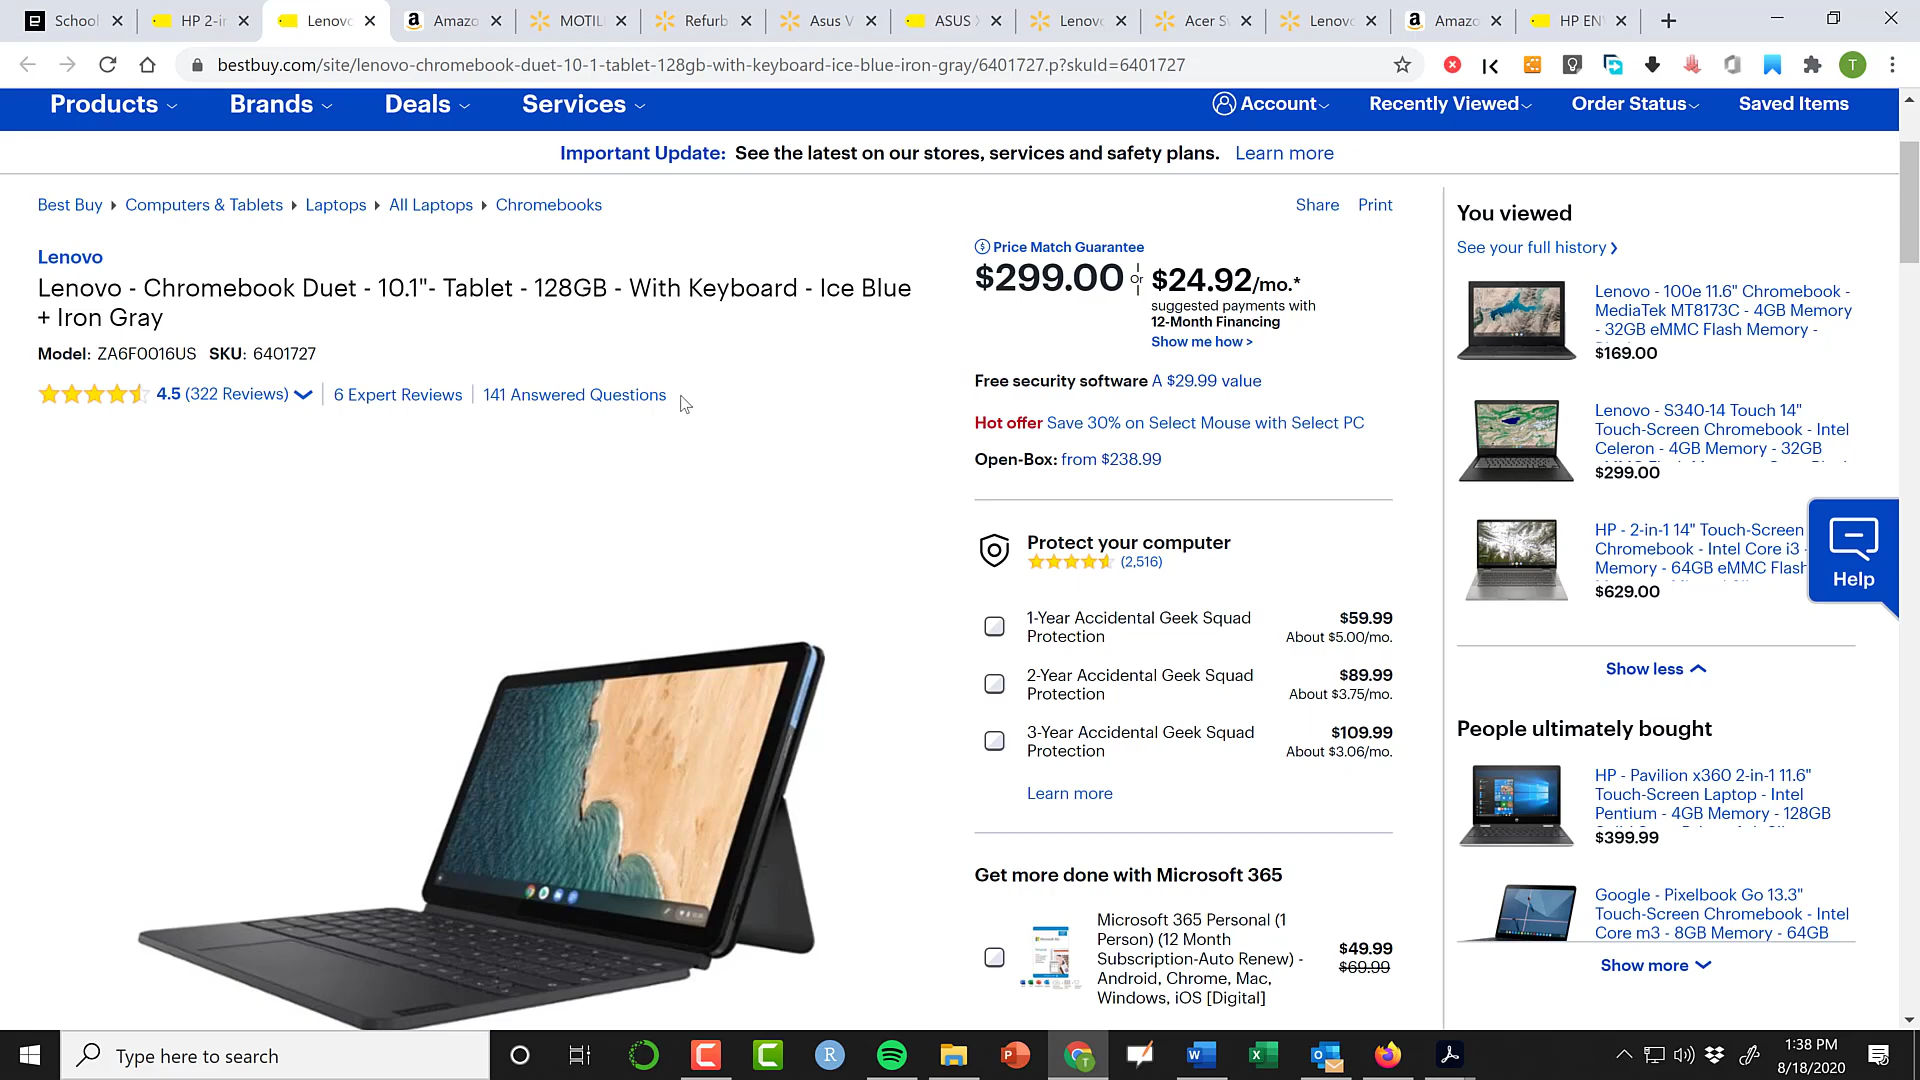 School
HP 2-in
Lenovo
Amazo
MOTIL
Refurb
Asus V
ASUS
Lenovo
Acer S
Lenovo
Amazo
HP EN
bestbuy.com/site/lenovo-chromebook-duet-10-1-tablet-128gb-with-keyboard-ice-blue-iron-gray/6401727.p?skuId=6401727
T
Products
Brands
Deals
Services
Account
Recently Viewed
Order Status
Saved Items
Important Update: See the latest on our stores, services and safety plans. Learn more
Best Buy
Computers & Tablets
Laptops
All Laptops
Chromebooks
Share
Print
Lenovo
Lenovo - Chromebook Duet - 10.1"- Tablet - 128GB - With Keyboard - Ice Blue
+ Iron Gray
Model: ZA6F0016US SKU: 6401727
4.5 (322 Reviews)
6 Expert Reviews
141 Answered Questions
Price Match Guarantee
$299.00
Or
$24.92/mo.*
suggested payments with
12-Month Financing
Show me how >
Free security software A $29.99 value
Hot offer Save 30% on Select Mouse with Select PC
Open-Box: from $238.99
Protect your computer
(2,516)
1-Year Accidental Geek Squad
Protection
$59.99
About $5.00/mo.
2-Year Accidental Geek Squad
Protection
$89.99
About $3.75/mo.
3-Year Accidental Geek Squad
Protection
$109.99
About $3.06/mo.
Learn more
Get more done with Microsoft 365
Microsoft 365 Personal (1
Person) (12 Month
Subscription-Auto Renew) -
Android, Chrome, Mac,
Windows, iOS [Digital]
$49.99
$69.99
You viewed
See your full history
Lenovo - 100e 11.6" Chromebook -
MediaTek MT8173C - 4GB Memory
- 32GB eMMC Flash Memory -
$169.00
Lenovo - S340-14 Touch 14"
Touch-Screen Chromebook - Intel
Celeron - 4GB Memory - 32GB
$299.00
HP - 2-in-1 14" Touch-Screen
Chromebook - Intel Core i3 -
Memory - 64GB eMMC Flash
$629.00
Help
Show less
People ultimately bought
HP - Pavilion x360 2-in-1 11.6"
Touch-Screen Laptop - Intel
Pentium - 4GB Memory - 128GB
$399.99
Google - Pixelbook Go 13.3"
Touch-Screen Chromebook - Intel
Core m3 - 8GB Memory - 64GB
Show more
Type here to search
1:38 PM
8/18/2020